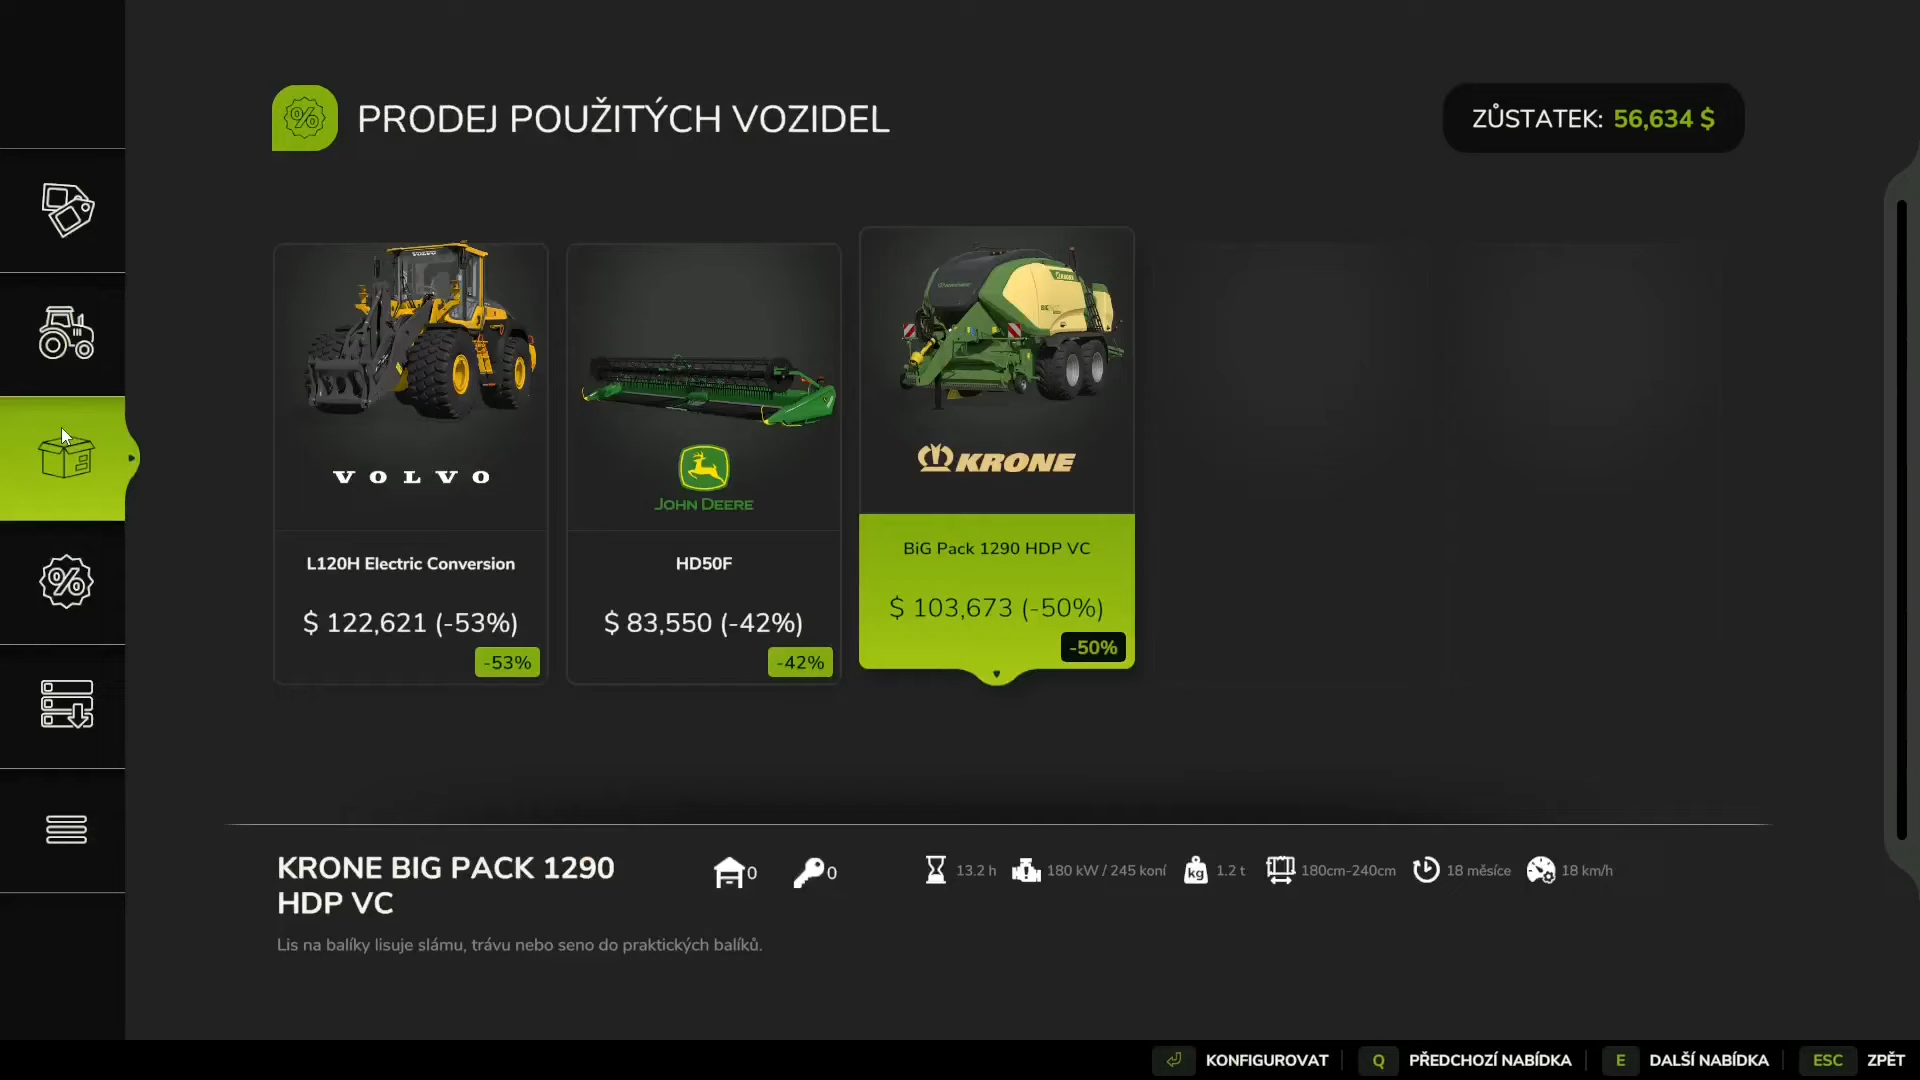 PRODEJ POUŽITÝCH VOZIDEL
ZŮSTATEK: 56,634 $
VOLVO
JOHN DEERE
KRONE
L120H Electric Conversion
$ 122,621 (-53%)
-53%
HD50F
$ 83,550 (-42%)
-42%
BiG Pack 1290 HDP VC
$ 103,673 (-50%)
-50%
KRONE BIG PACK 1290
HDP VC
0
0
13.2 h
180 kW / 245 koní
kg
1.2 t
180cm-240cm
18 měsíce
18 km/h
Lis na balíky lisuje slámu, trávu nebo seno do praktických balíků.
KONFIGUROVAT
Q PŘEDCHOZÍ NABÍDKA
E DALŠÍ NABÍDKA
ESC ZPĚT